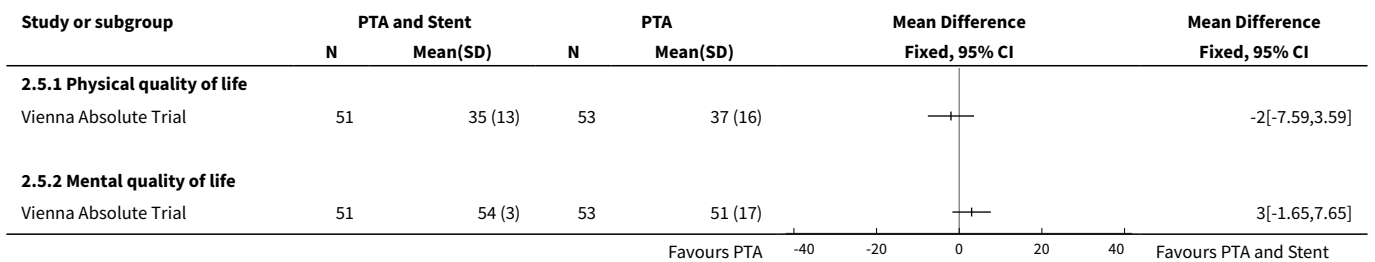 Study or subgroup PTA and Stent PTA Mean Difference Mean Difference
N Mean(SD) N Mean(SD) Fixed, 95% CI Fixed, 95% CI
2.5.1 Physical quality of life
Vienna Absolute Trial 51 35 (13) 53 37 (16) -2[-7.59,3.59]
2.5.2 Mental quality of life
Vienna Absolute Trial 51 54 (3) 53 51 (17) 3[-1.65,7.65]
Favours PTA -40 -20 0 20 40 Favours PTA and Stent